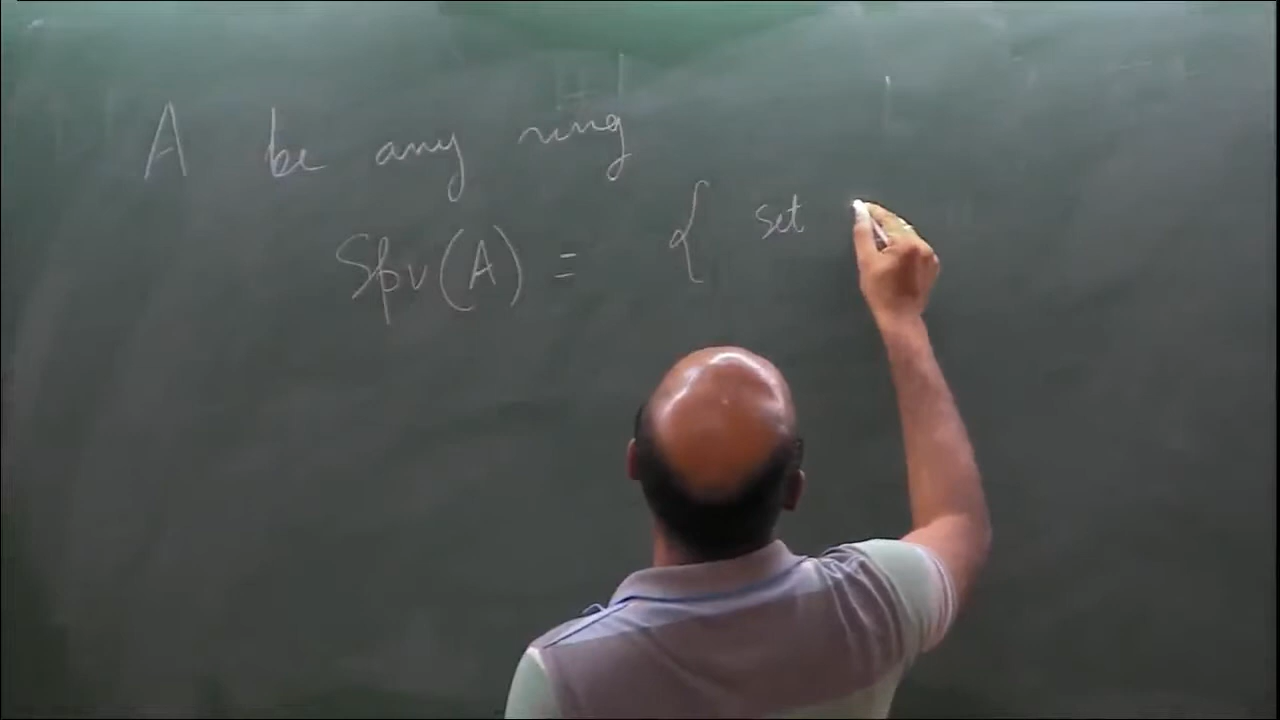 A be any ring
Spv(A) = { set